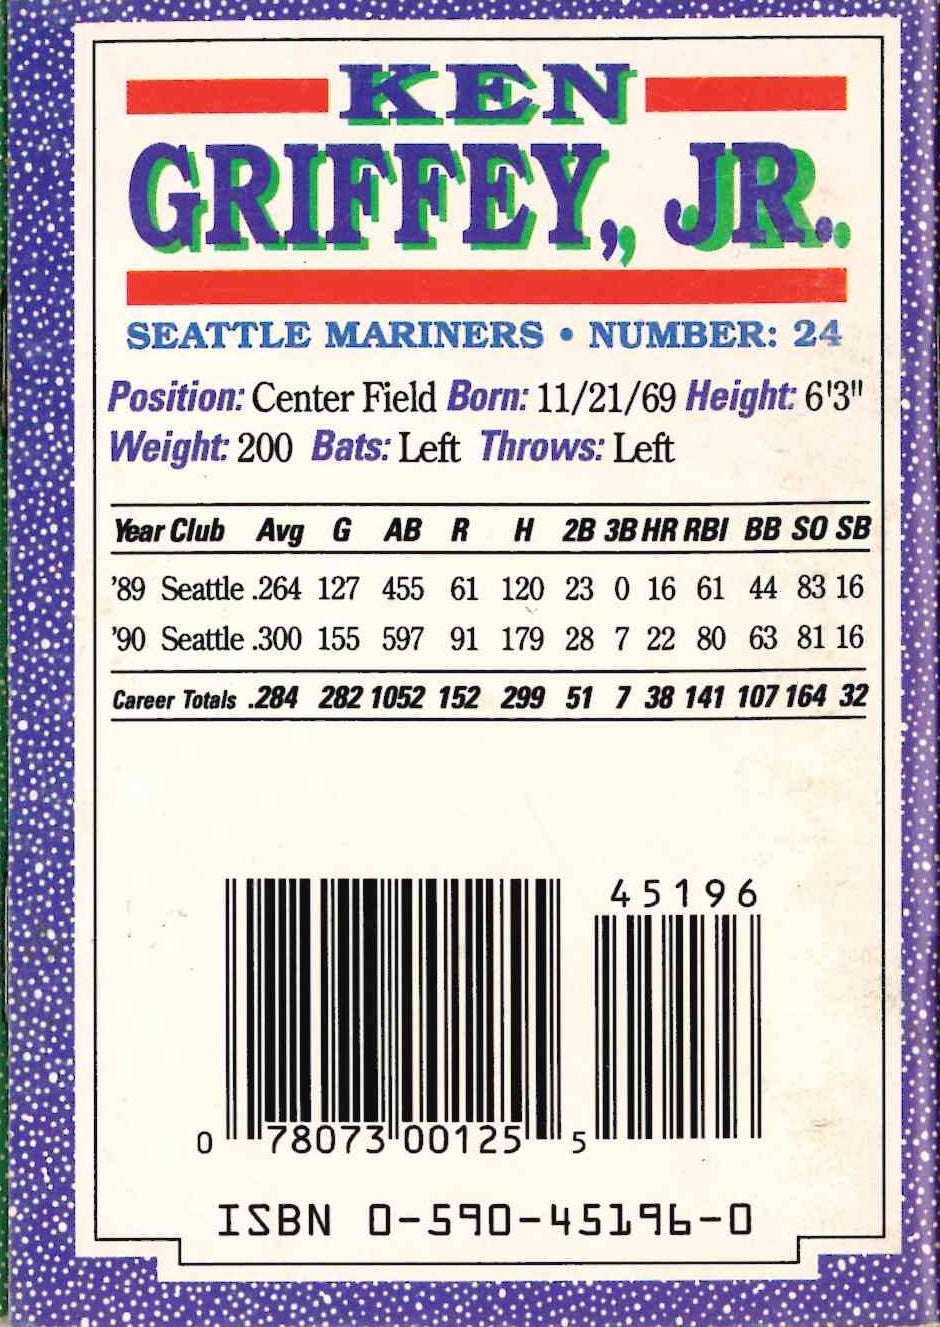 KEN
GRIFFEY, JR.
SEATTLE MARINERS • NUMBER: 24
Position: Center Field Born: 11/21/69 Height: 6'3"
Weight: 200 Bats: Left Throws: Left
Year Club Avg G AB R H 2B 3B HR RBI BB SO SB
'89 Seattle .264 127 455 61 120 23 0 16 61 44 83 16
'90 Seattle .300 155 597 91 179 28 7 22 80 63 81 16
Career Totals .284 282 1052 152 299 51 7 38 141 107 164 32
45196
0 78073 00125 5
ISBN 0-590-45196-0